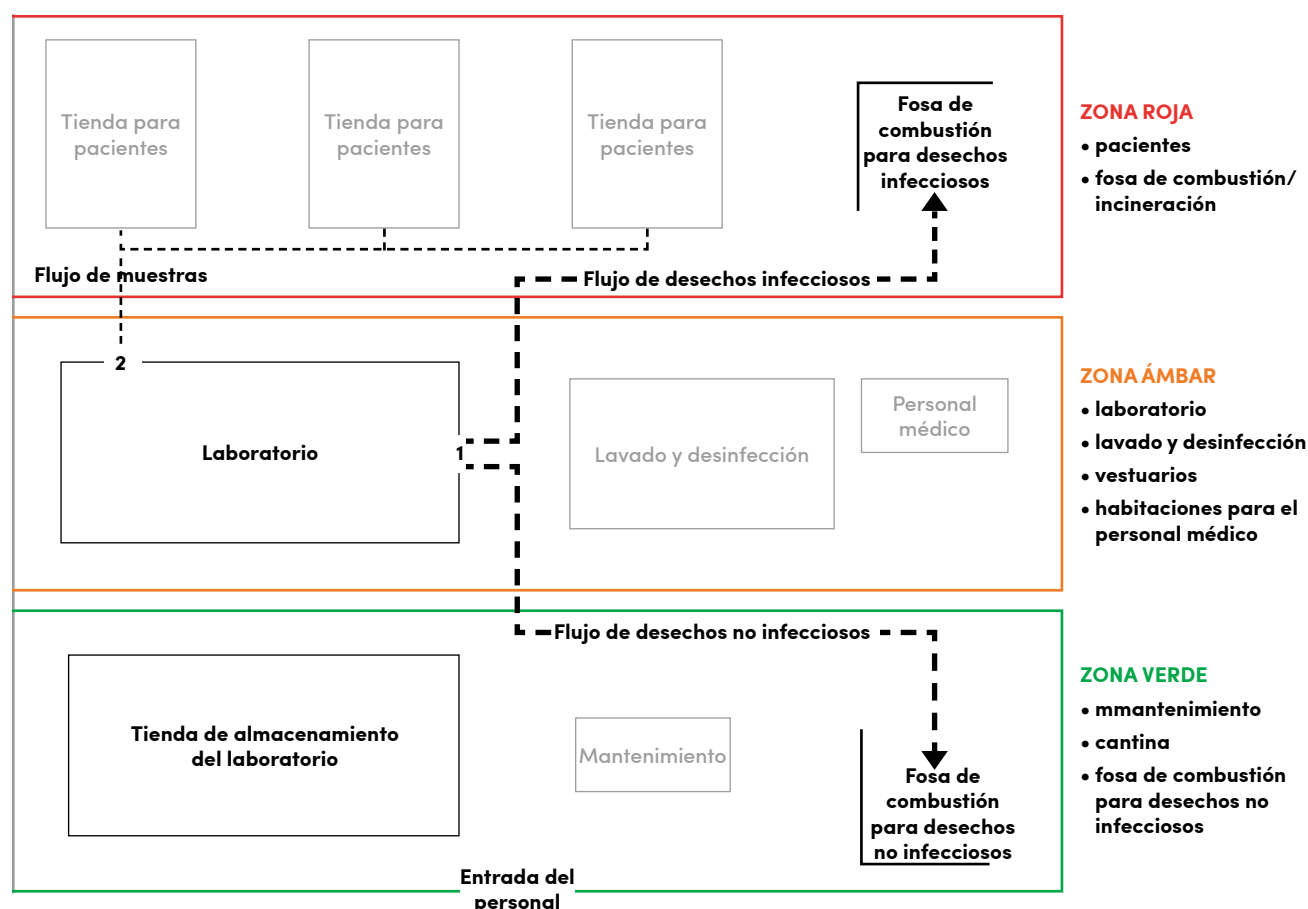 Tienda para
pacientes
Tienda para
pacientes
Tienda para
pacientes
Fosa de
combustión
para desechos
infecciosos
Flujo de muestras
Flujo de desechos infecciosos
ZONA ROJA
• pacientes
• fosa de combustión/
incineración
2
Laboratorio
1
Lavado y desinfección
Personal
médico
ZONA ÁMBAR
• laboratorio
• lavado y desinfección
• vestuarios
• habitaciones para el
personal médico
Flujo de desechos no infecciosos
Tienda de almacenamiento
del laboratorio
Mantenimiento
Fosa de
combustión
para desechos
no infecciosos
Entrada del
personal
ZONA VERDE
• mmantenimiento
• cantina
• fosa de combustión
para desechos no
infecciosos